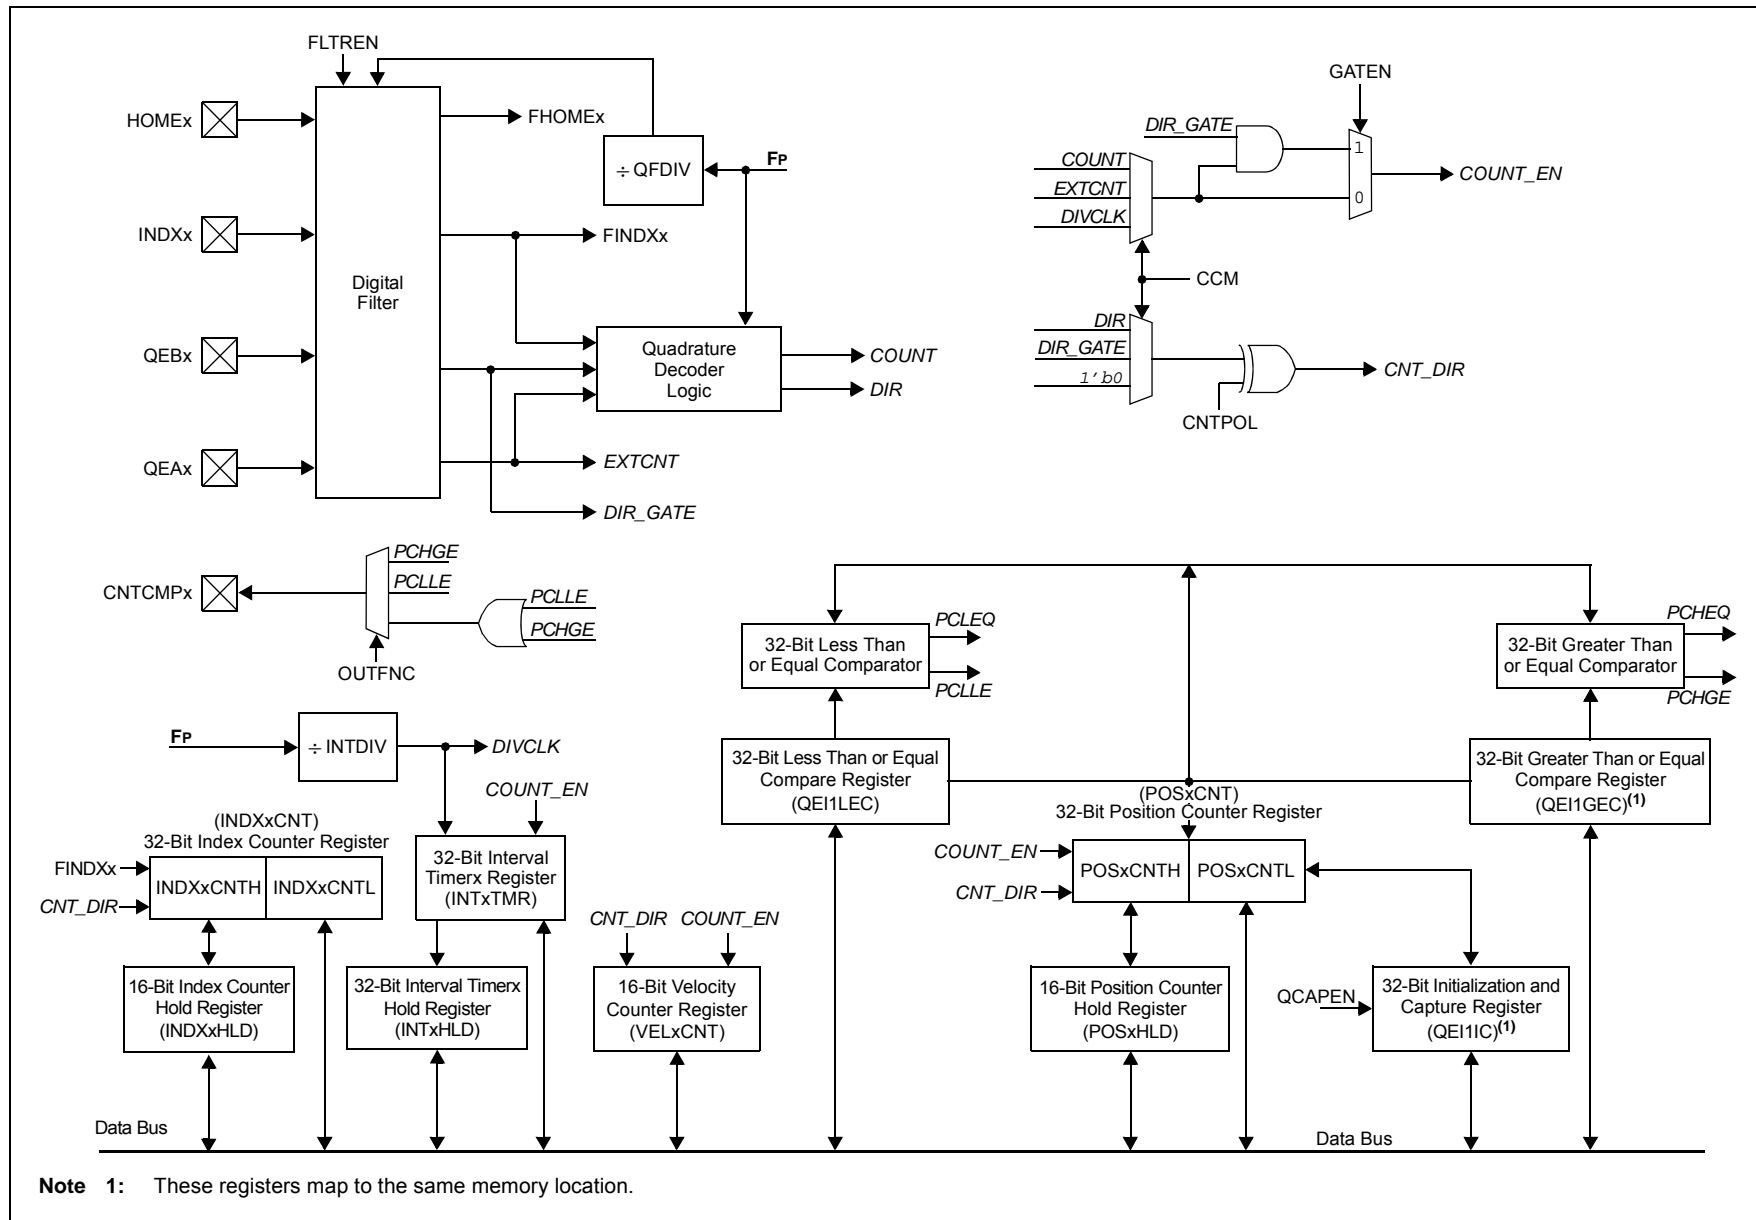 FLTREN
HOMEx
FHOMEx
÷ QFDIV
FP
INDXx
FINDXx
Digital
Filter
QEBx
Quadrature
Decoder
Logic
COUNT
DIR
QEAx
EXTCNT
DIR_GATE
GATEN
DIR_GATE
COUNT
EXTCNT
DIVCLK
1
0
COUNT_EN
CCM
DIR
DIR_GATE
1'b0
CNTPOL
CNT_DIR
CNTCMPx
PCHGE
PCLLE
PCLLE
PCHGE
OUTFNC
32-Bit Less Than
or Equal Comparator
PCLEQ
PCLLE
32-Bit Greater Than
or Equal Comparator
PCHEQ
PCHGE
FP
÷ INTDIV
DIVCLK
COUNT_EN
32-Bit Less Than or Equal
Compare Register
(QEI1LEC)
32-Bit Greater Than or Equal
Compare Register
(QEI1GEC)(1)
(POSxCNT)
32-Bit Position Counter Register
(INDXxCNT)
32-Bit Index Counter Register
FINDXx
CNT_DIR
INDXxCNTH
INDXxCNTL
32-Bit Interval
Timerx Register
(INTxTMR)
COUNT_EN
CNT_DIR
POSxCNTH
POSxCNTL
CNT_DIR
COUNT_EN
16-Bit Index Counter
Hold Register
(INDXxHLD)
32-Bit Interval Timerx
Hold Register
(INTxHLD)
16-Bit Velocity
Counter Register
(VELxCNT)
16-Bit Position Counter
Hold Register
(POSxHLD)
QCAPEN
32-Bit Initialization and
Capture Register
(QEI1IC)(1)
Data Bus
Data Bus
Note 1: These registers map to the same memory location.